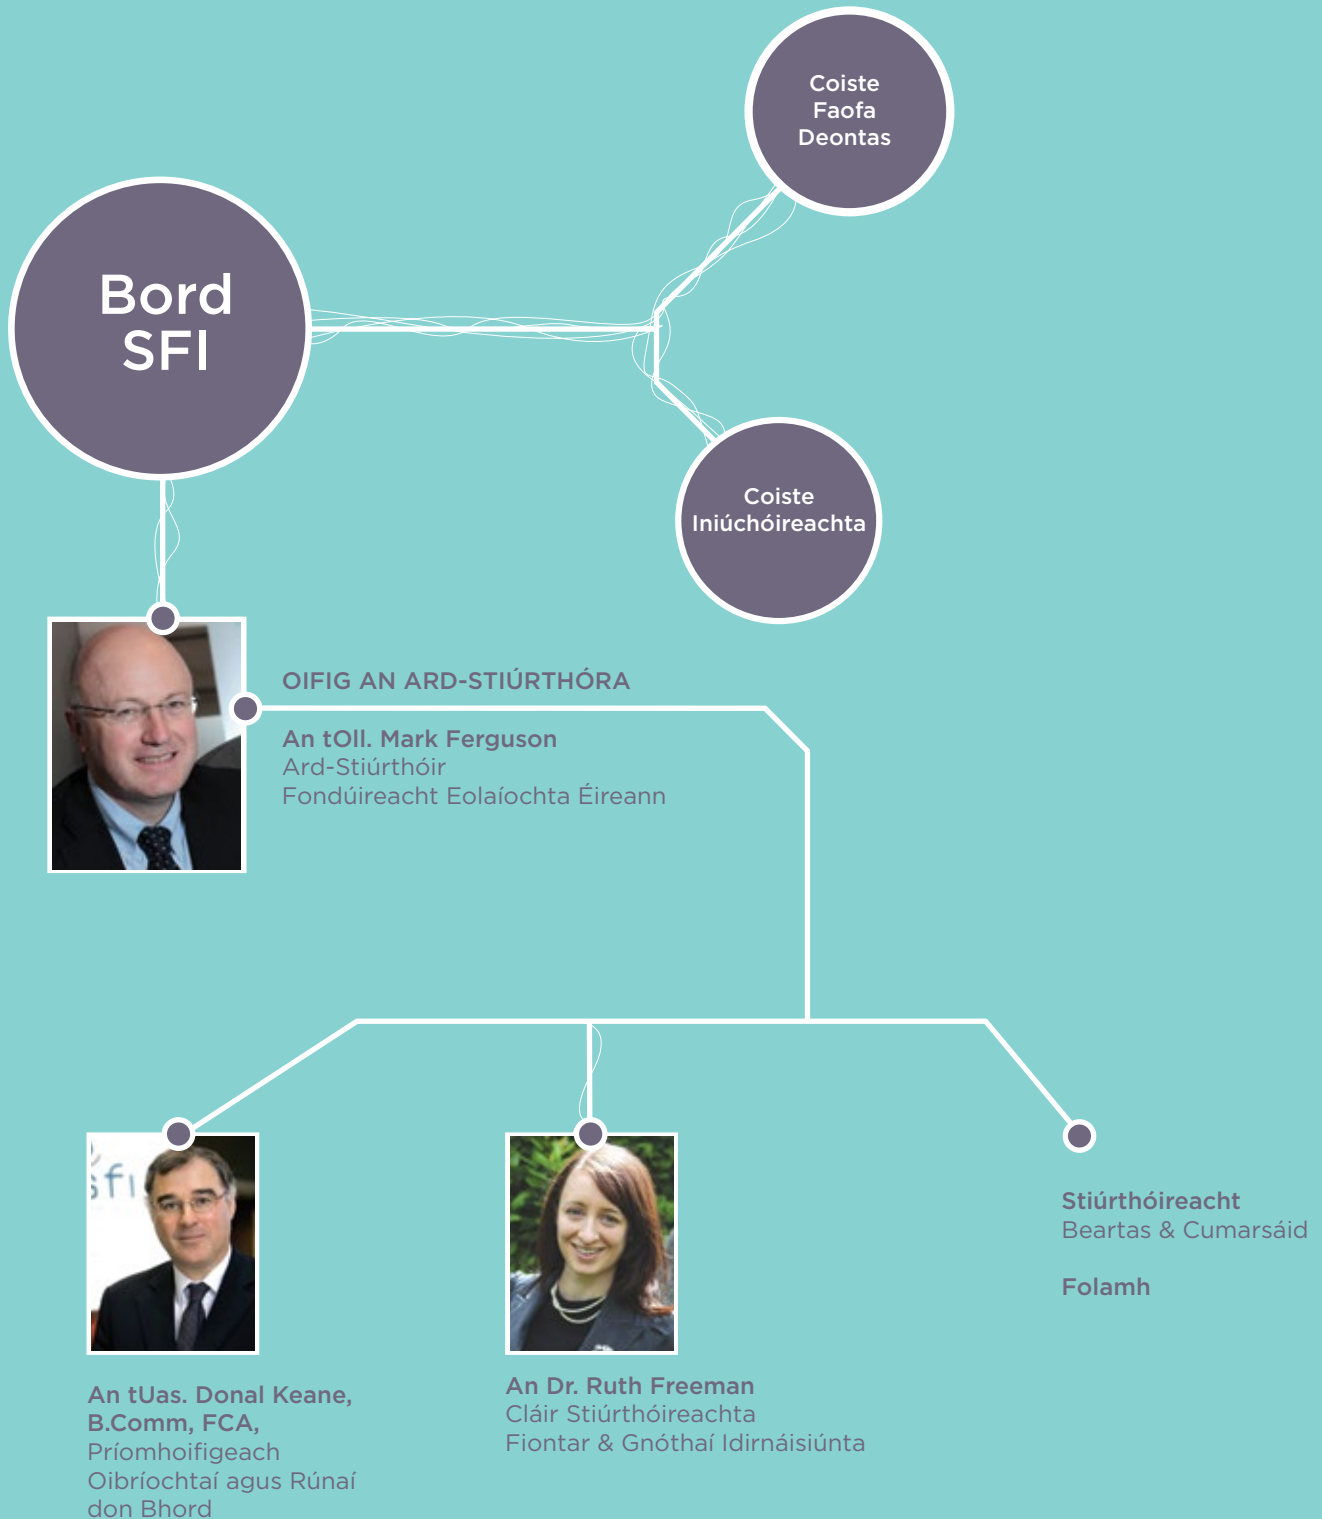 Coiste
Faofa
Deontas
Bord
SFI
Coiste
Iniúchóireachta
OIFIG AN ARD-STIÚRTHÓRA
An tOll. Mark Ferguson
Ard-Stiúrthóir
Fondúireacht Eolaíochta Éireann
sfi
An tUas. Donal Keane,
B.Comm, FCA,
Príomhoifigeach
Oibríochtaí agus Rúnaí
don Bhord
An Dr. Ruth Freeman
Cláir Stiúrthóireachta
Fiontar & Gnóthaí Idirnáisiúnta
Stiúrthóireacht
Beartas & Cumarsáid
Folamh